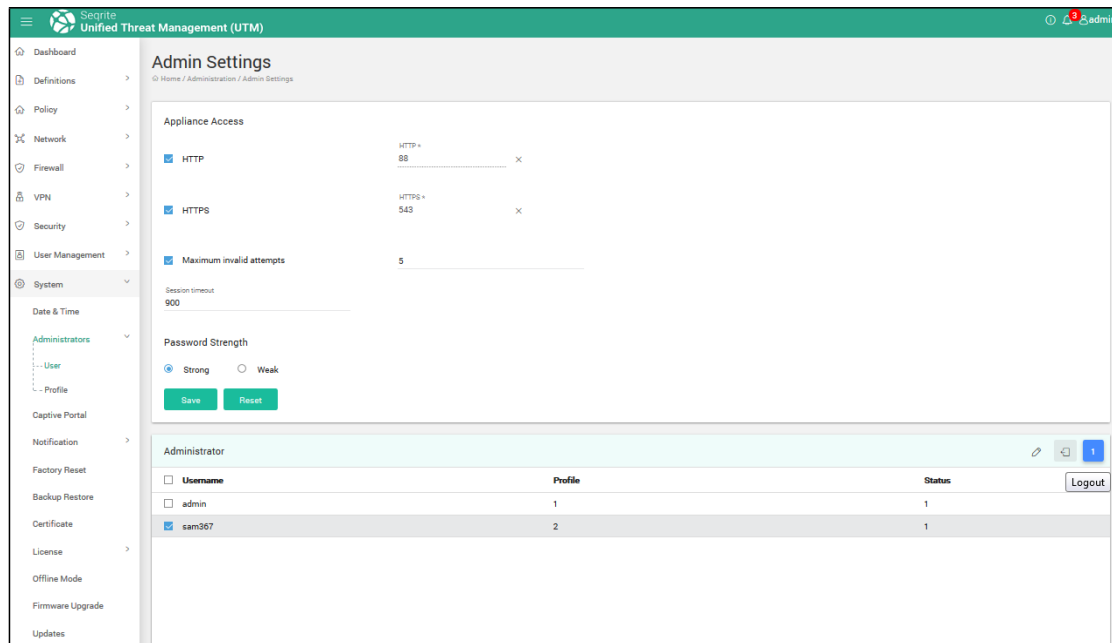 Seqrite
Unified Threat Management (UTM)
3
admin
Dashboard
Definitions
Policy
Network
Firewall
VPN
Security
User Management
System
Date & Time
Administrators
User
Profile
Captive Portal
Notification
Factory Reset
Backup Restore
Certificate
License
Offline Mode
Firmware Upgrade
Updates
Admin Settings
Home / Administration / Admin Settings
Appliance Access
HTTP
HTTP *
88
HTTPS
HTTPS *
543
Maximum invalid attempts
5
Session timeout
900
Password Strength
Strong
Weak
Save
Reset
Administrator
1
Logout
Username Profile Status
admin 1 1
sam367 2 1